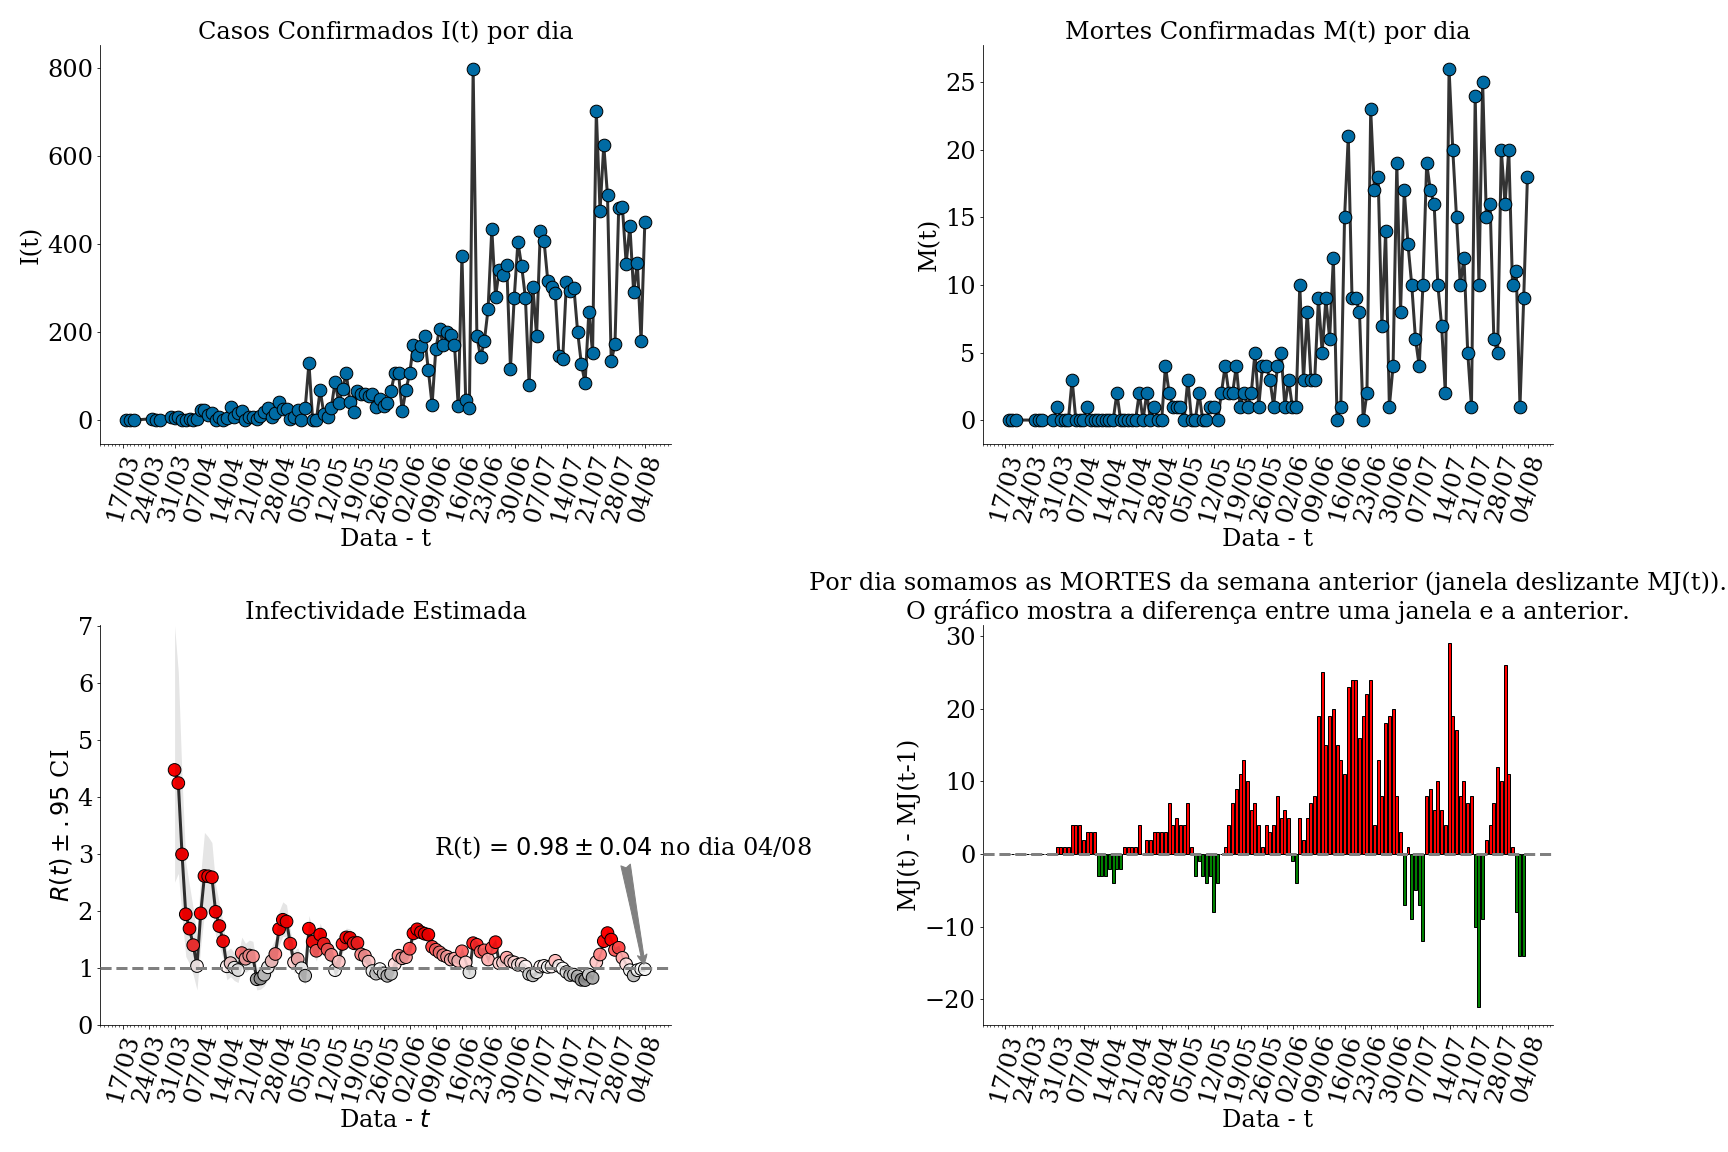 Casos Confirmados I(t) por dia
800
600
400
200
0
I(t)
17/03 24/03 31/03 07/04 14/04 21/04 28/04 05/05 12/05 19/05 26/05 02/06 09/06 16/06 23/06 30/06 07/07 14/07 21/07 28/07 04/08
Data - t
Mortes Confirmadas M(t) por dia
25
20
15
10
5
0
M(t)
17/03 24/03 31/03 07/04 14/04 21/04 28/04 05/05 12/05 19/05 26/05 02/06 09/06 16/06 23/06 30/06 07/07 14/07 21/07 28/07 04/08
Data - t
Infectividade Estimada
7
6
5
4
3
2
1
0
R(t) ± .95 CI
R(t) = 0.98 ± 0.04 no dia 04/08
17/03 24/03 31/03 07/04 14/04 21/04 28/04 05/05 12/05 19/05 26/05 02/06 09/06 16/06 23/06 30/06 07/07 14/07 21/07 28/07 04/08
Data - t
Por dia somamos as MORTES da semana anterior (janela deslizante MJ(t)).
O gráfico mostra a diferença entre uma janela e a anterior.
30
20
10
0
−10
−20
MJ(t) - MJ(t-1)
17/03 24/03 31/03 07/04 14/04 21/04 28/04 05/05 12/05 19/05 26/05 02/06 09/06 16/06 23/06 30/06 07/07 14/07 21/07 28/07 04/08
Data - t